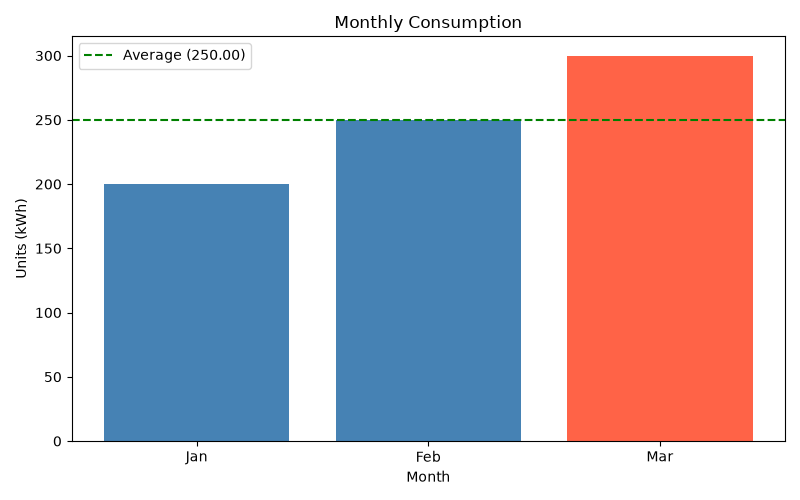 Monthly Consumption
Average (250.00)
300
250
200
150
100
50
0
Units (kWh)
Jan
Feb
Mar
Month